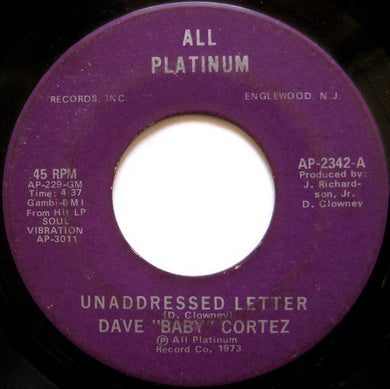 ALL
PLATINUM
RECORDS, INC. ENGLEWOOD, N.J.
45 RPM
AP-229-GM
Time: 4:37
Gambi-BMI
From Hit LP
SOUL
VIBRATION
AP-3011
AP-2342-A
Produced by:
J. Richard-
son, Jr.
D. Clowney
UNADDRESSED LETTER
(D. Clowney)
DAVE "BABY" CORTEZ
Ⓟ All Platinum
Record Co. 1973